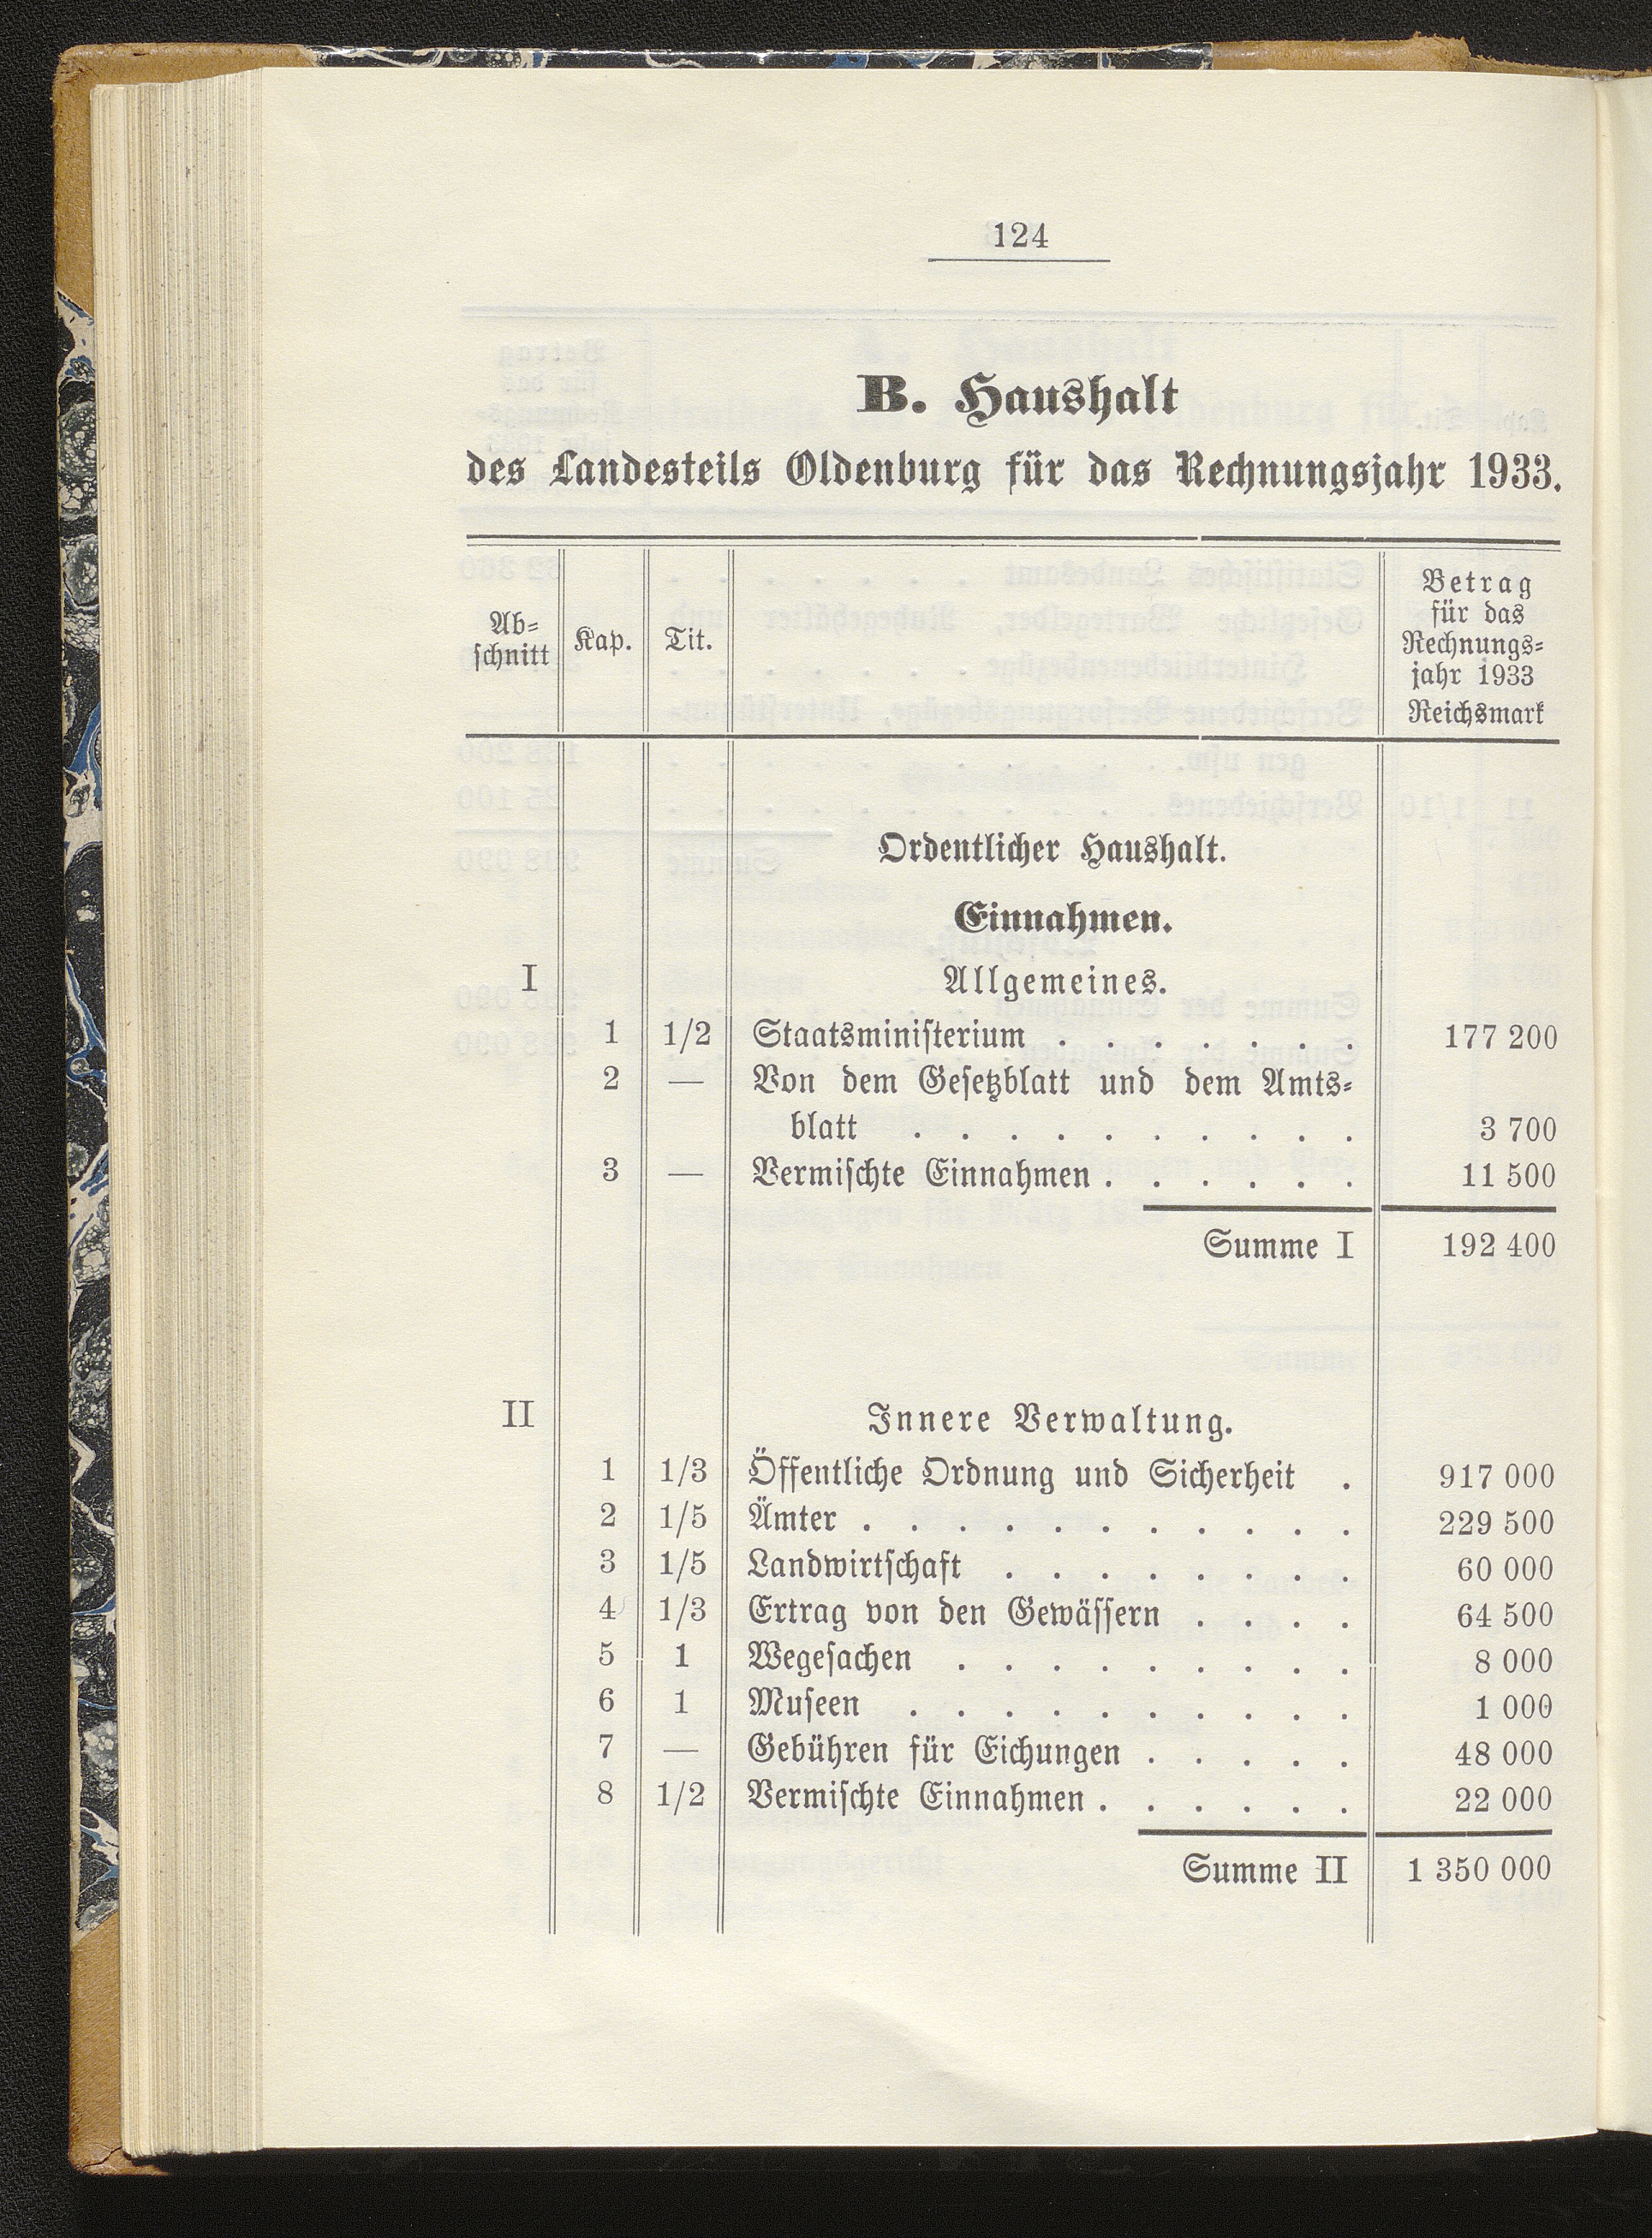 124
B. Haushalt
des Landesteils Oldenburg für das Rechnungsjahr 1933.
Ab-
schnitt Kap. Tit. Betrag
für das
Rechnungs-
jahr 1933
Reichsmark
Ordentlicher Haushalt.
Einnahmen.
I Allgemeines.
1 1/2 Staatsministerium . . . . . . . 177 200
2 — Von dem Gesetzblatt und dem Amts-
blatt . . . . . . . . . . 3 700
3 — Vermischte Einnahmen . . . . . . 11 500
Summe I 192 400
II Innere Verwaltung.
1 1/3 Öffentliche Ordnung und Sicherheit . 917 000
2 1/5 Ämter . . . . . . . . . . . 229 500
3 1/5 Landwirtschaft . . . . . . . . 60 000
4 1/3 Ertrag von den Gewässern . . . . 64 500
5 1 Wegesachen . . . . . . . . . 8 000
6 1 Museen . . . . . . . . . . 1 000
7 — Gebühren für Eichungen . . . . . 48 000
8 1/2 Vermischte Einnahmen . . . . . . 22 000
Summe II 1 350 000